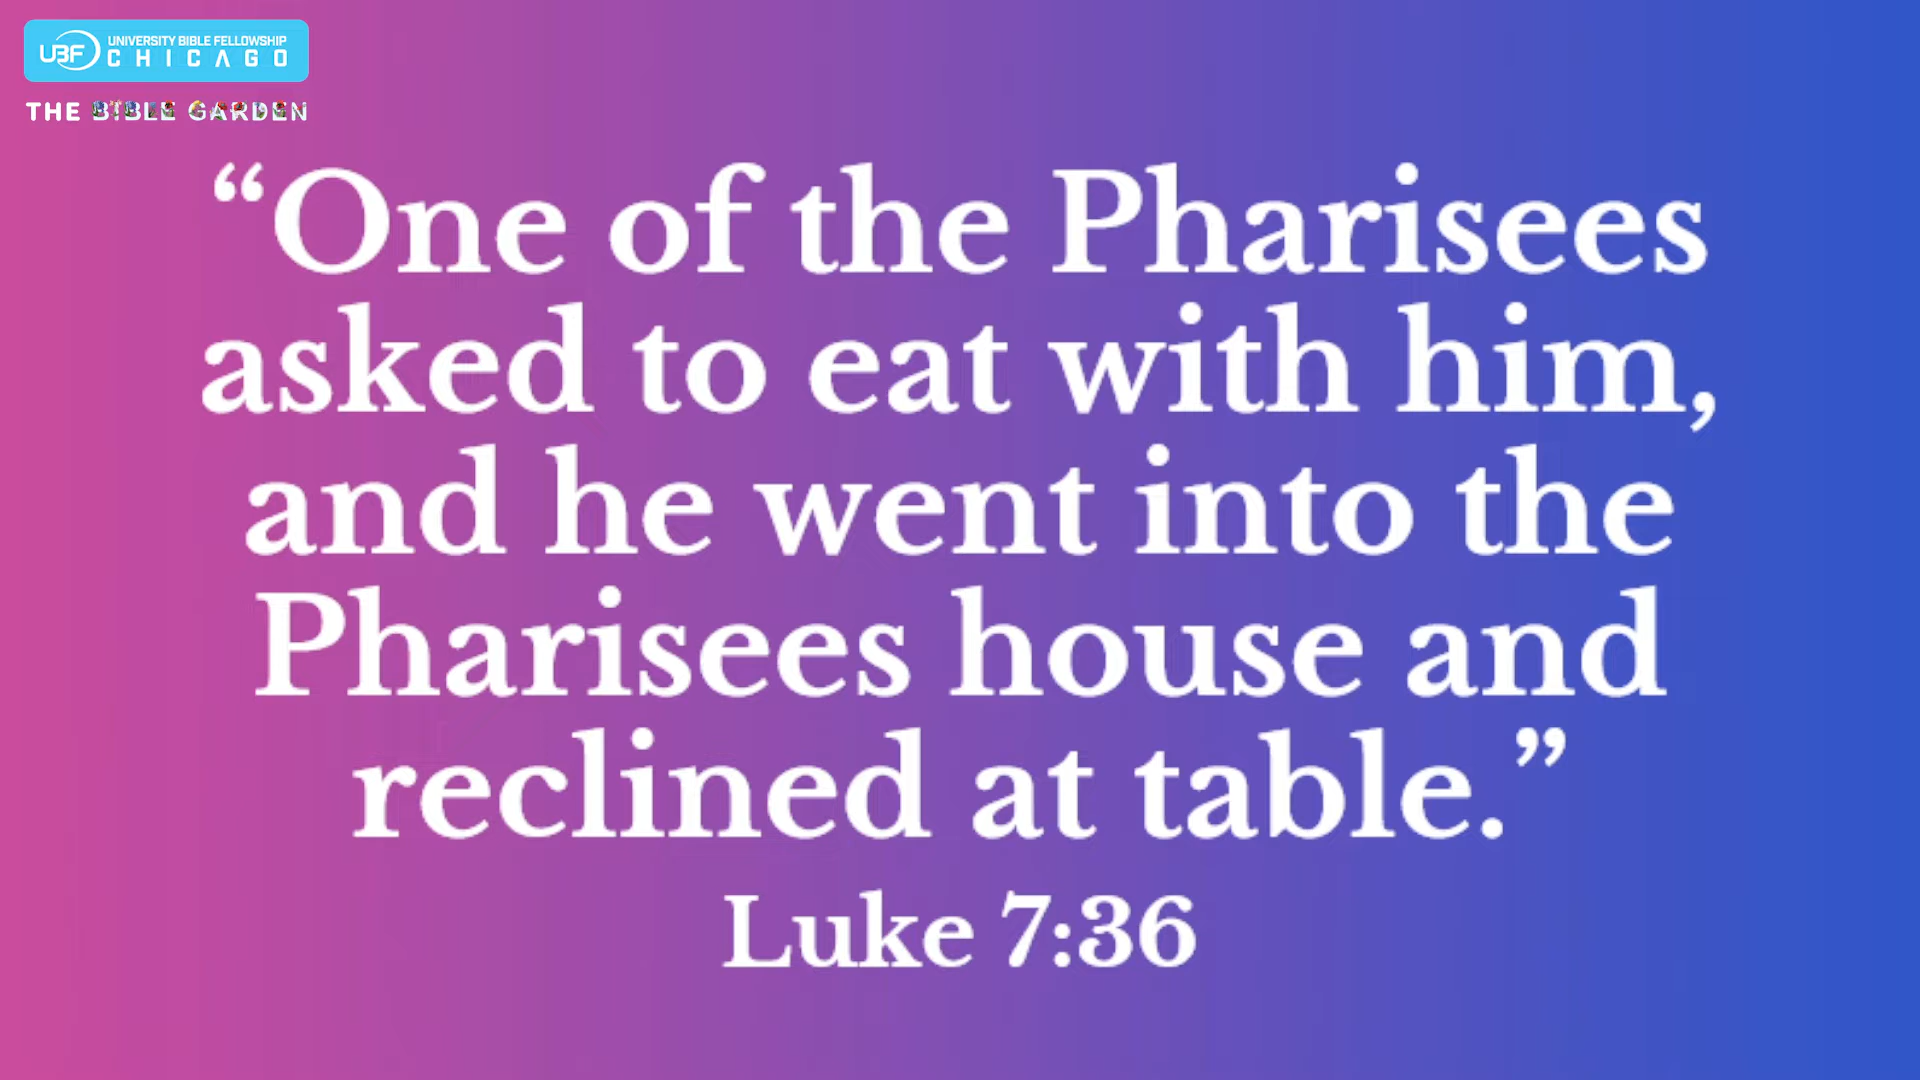 UBF UNIVERSITY BIBLE FELLOWSHIP
CHICAGO
THE BIBLE GARDEN
“One of the Pharisees
asked to eat with him,
and he went into the
Pharisees house and
reclined at table.”
Luke 7:36